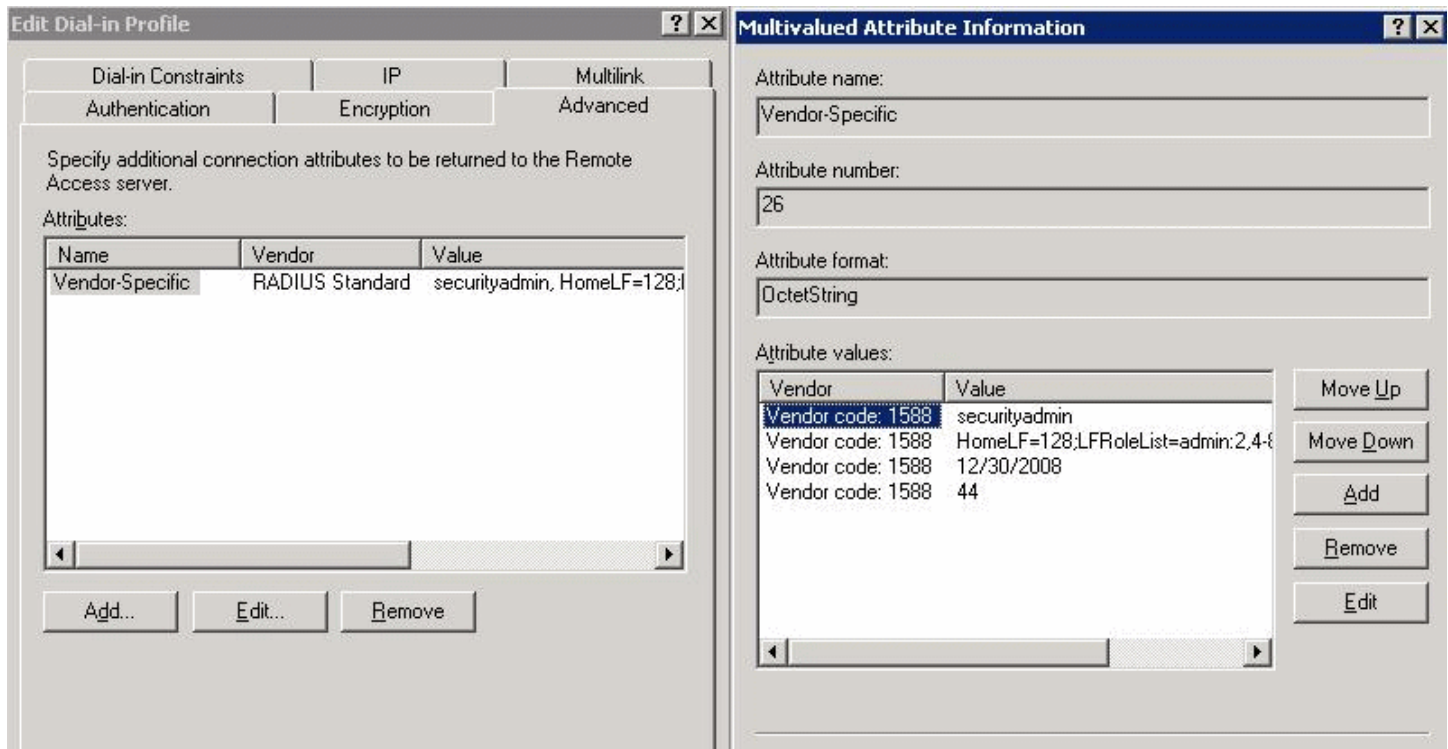 Edit Dial-in Profile
Dial-in Constraints IP Multilink
Authentication Encryption Advanced
Specify additional connection attributes to be returned to the Remote
Access server.
Attributes:
Name Vendor Value
Vendor-Specific RADIUS Standard securityadmin, HomeLF=128;
Add... Edit... Remove
Multivalued Attribute Information
Attribute name:
Vendor-Specific
Attribute number:
26
Attribute format:
OctetString
Attribute values:
Vendor Value
Vendor code: 1588 securityadmin
Vendor code: 1588 HomeLF=128;LFRoleList=admin:2,4-8
Vendor code: 1588 12/30/2008
Vendor code: 1588 44
Move Up
Move Down
Add
Remove
Edit